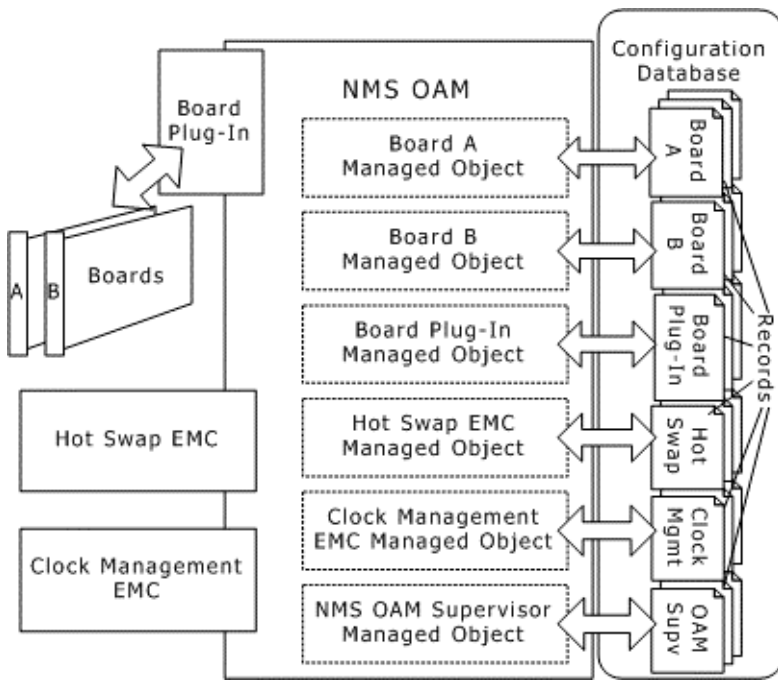 Configuration
Database
NMS OAM
Board
Plug-In
Board A
Managed Object
Board
A
Board B
Managed Object
Board
B
A
B
Boards
Board Plug-In
Managed Object
Board
Plug-In
Records
Hot Swap EMC
Hot Swap EMC
Managed Object
Hot
Swap
Clock Management
EMC
Clock Management
EMC Managed Object
Clock
Mgmt
NMS OAM Supervisor
Managed Object
OAM
Supv